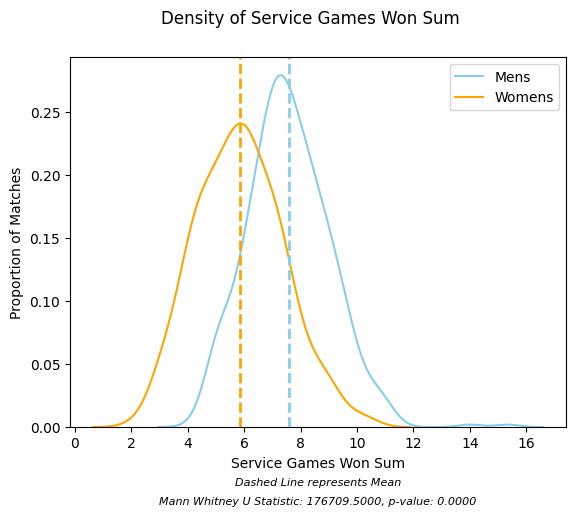 Density of Service Games Won Sum
Mens
Womens
Proportion of Matches
0.25
0.20
0.15
0.10
0.05
0.00
0 2 4 6 8 10 12 14 16
Service Games Won Sum
Dashed Line represents Mean
Mann Whitney U Statistic: 176709.5000, p-value: 0.0000